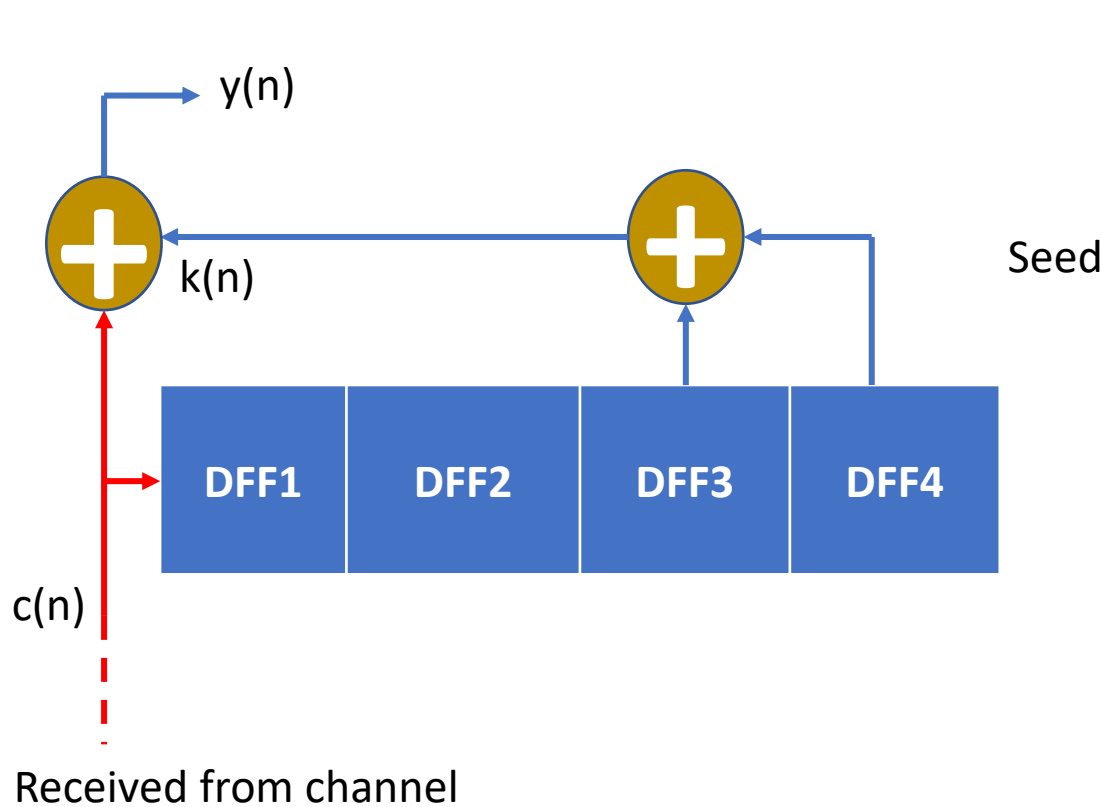 y(n)
k(n)
Seed
DFF1 DFF2 DFF3 DFF4
c(n)
Received from channel